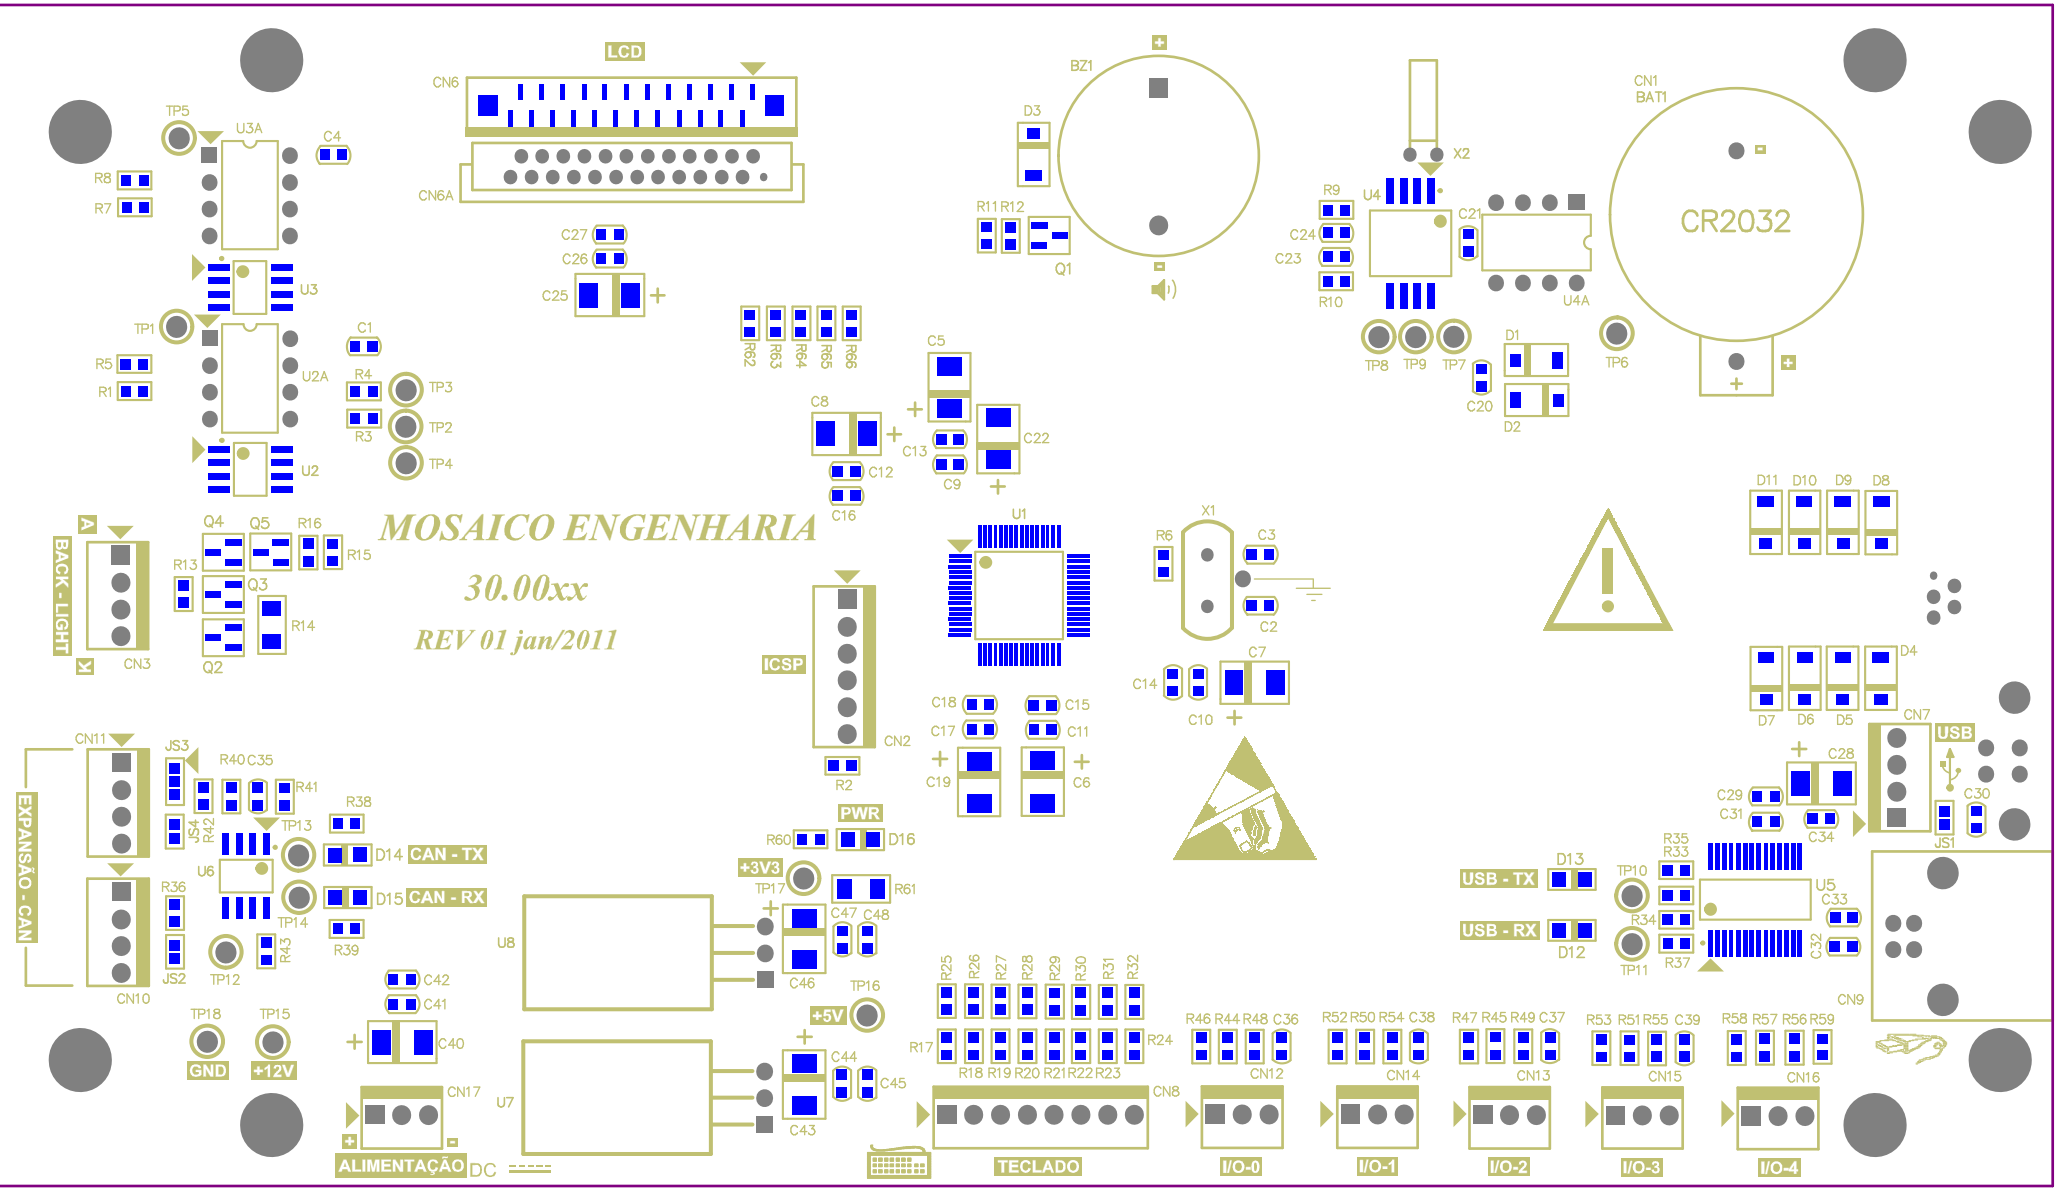 LCD
CN6
BZ1
+
CN1
BAT1
TP5
U3A
C4
D3
X2
R8
R7
CN6A
R11 R12
Q1
-
R9
U4
C21
C24
C23
R10
U4A
CR2032
-
C27
C26
C25
+
U3
TP1
C1
R5
R1
U2A
R4
R3
TP3
TP2
TP4
U2
R62
R63
R64
R65
R66
C5
+
C8
+
C13
C9
C22
+
C12
C16
TP8
TP9
TP7
D1
C20
D2
TP6
+
+
D11 D10 D9 D8
A
BACK - LIGHT
K
CN3
Q4 Q5 R16
R15
R13
Q3
R14
Q2
MOSAICO ENGENHARIA
30.00xx
REV 01 jan/2011
ICSP
CN2
R2
U1
X1
R6
C3
C2
C14
C10
C7
+
C18
C17
C15
C11
+
C19
+
C6
D7 D6 D5 D4
CN7
USB
+
C28
C29
C31
C34
C30
JS1
CN11
JS3
R40 C35
R41
JS4
R42
EXPANSÃO - CAN
TP13
R38
D14 CAN - TX
U6
R36
D15 CAN - RX
TP14
R39
R43
TP12
JS2
CN10
PWR
R60
D16
+3V3
TP17
R61
+
C47
C48
U8
C46
TP16
+5V
D13
USB - TX
USB - RX
D12
TP10
TP11
R35
R33
R34
R37
U5
C33
C32
CN9
C42
C41
+
C40
TP18
GND
TP15
+12V
CN17
+
-
ALIMENTAÇÃO DC
U7
+
C44
C45
C43
R25 R26 R27 R28 R29 R30 R31 R32
R17
R24
R18 R19 R20 R21 R22 R23
CN8
TECLADO
R46 R44 R48 C36
CN12
I/O-0
R52 R50 R54 C38
CN14
I/O-1
R47 R45 R49 C37
CN13
I/O-2
R53 R51 R55 C39
CN15
I/O-3
R58 R57 R56 R59
CN16
I/O-4